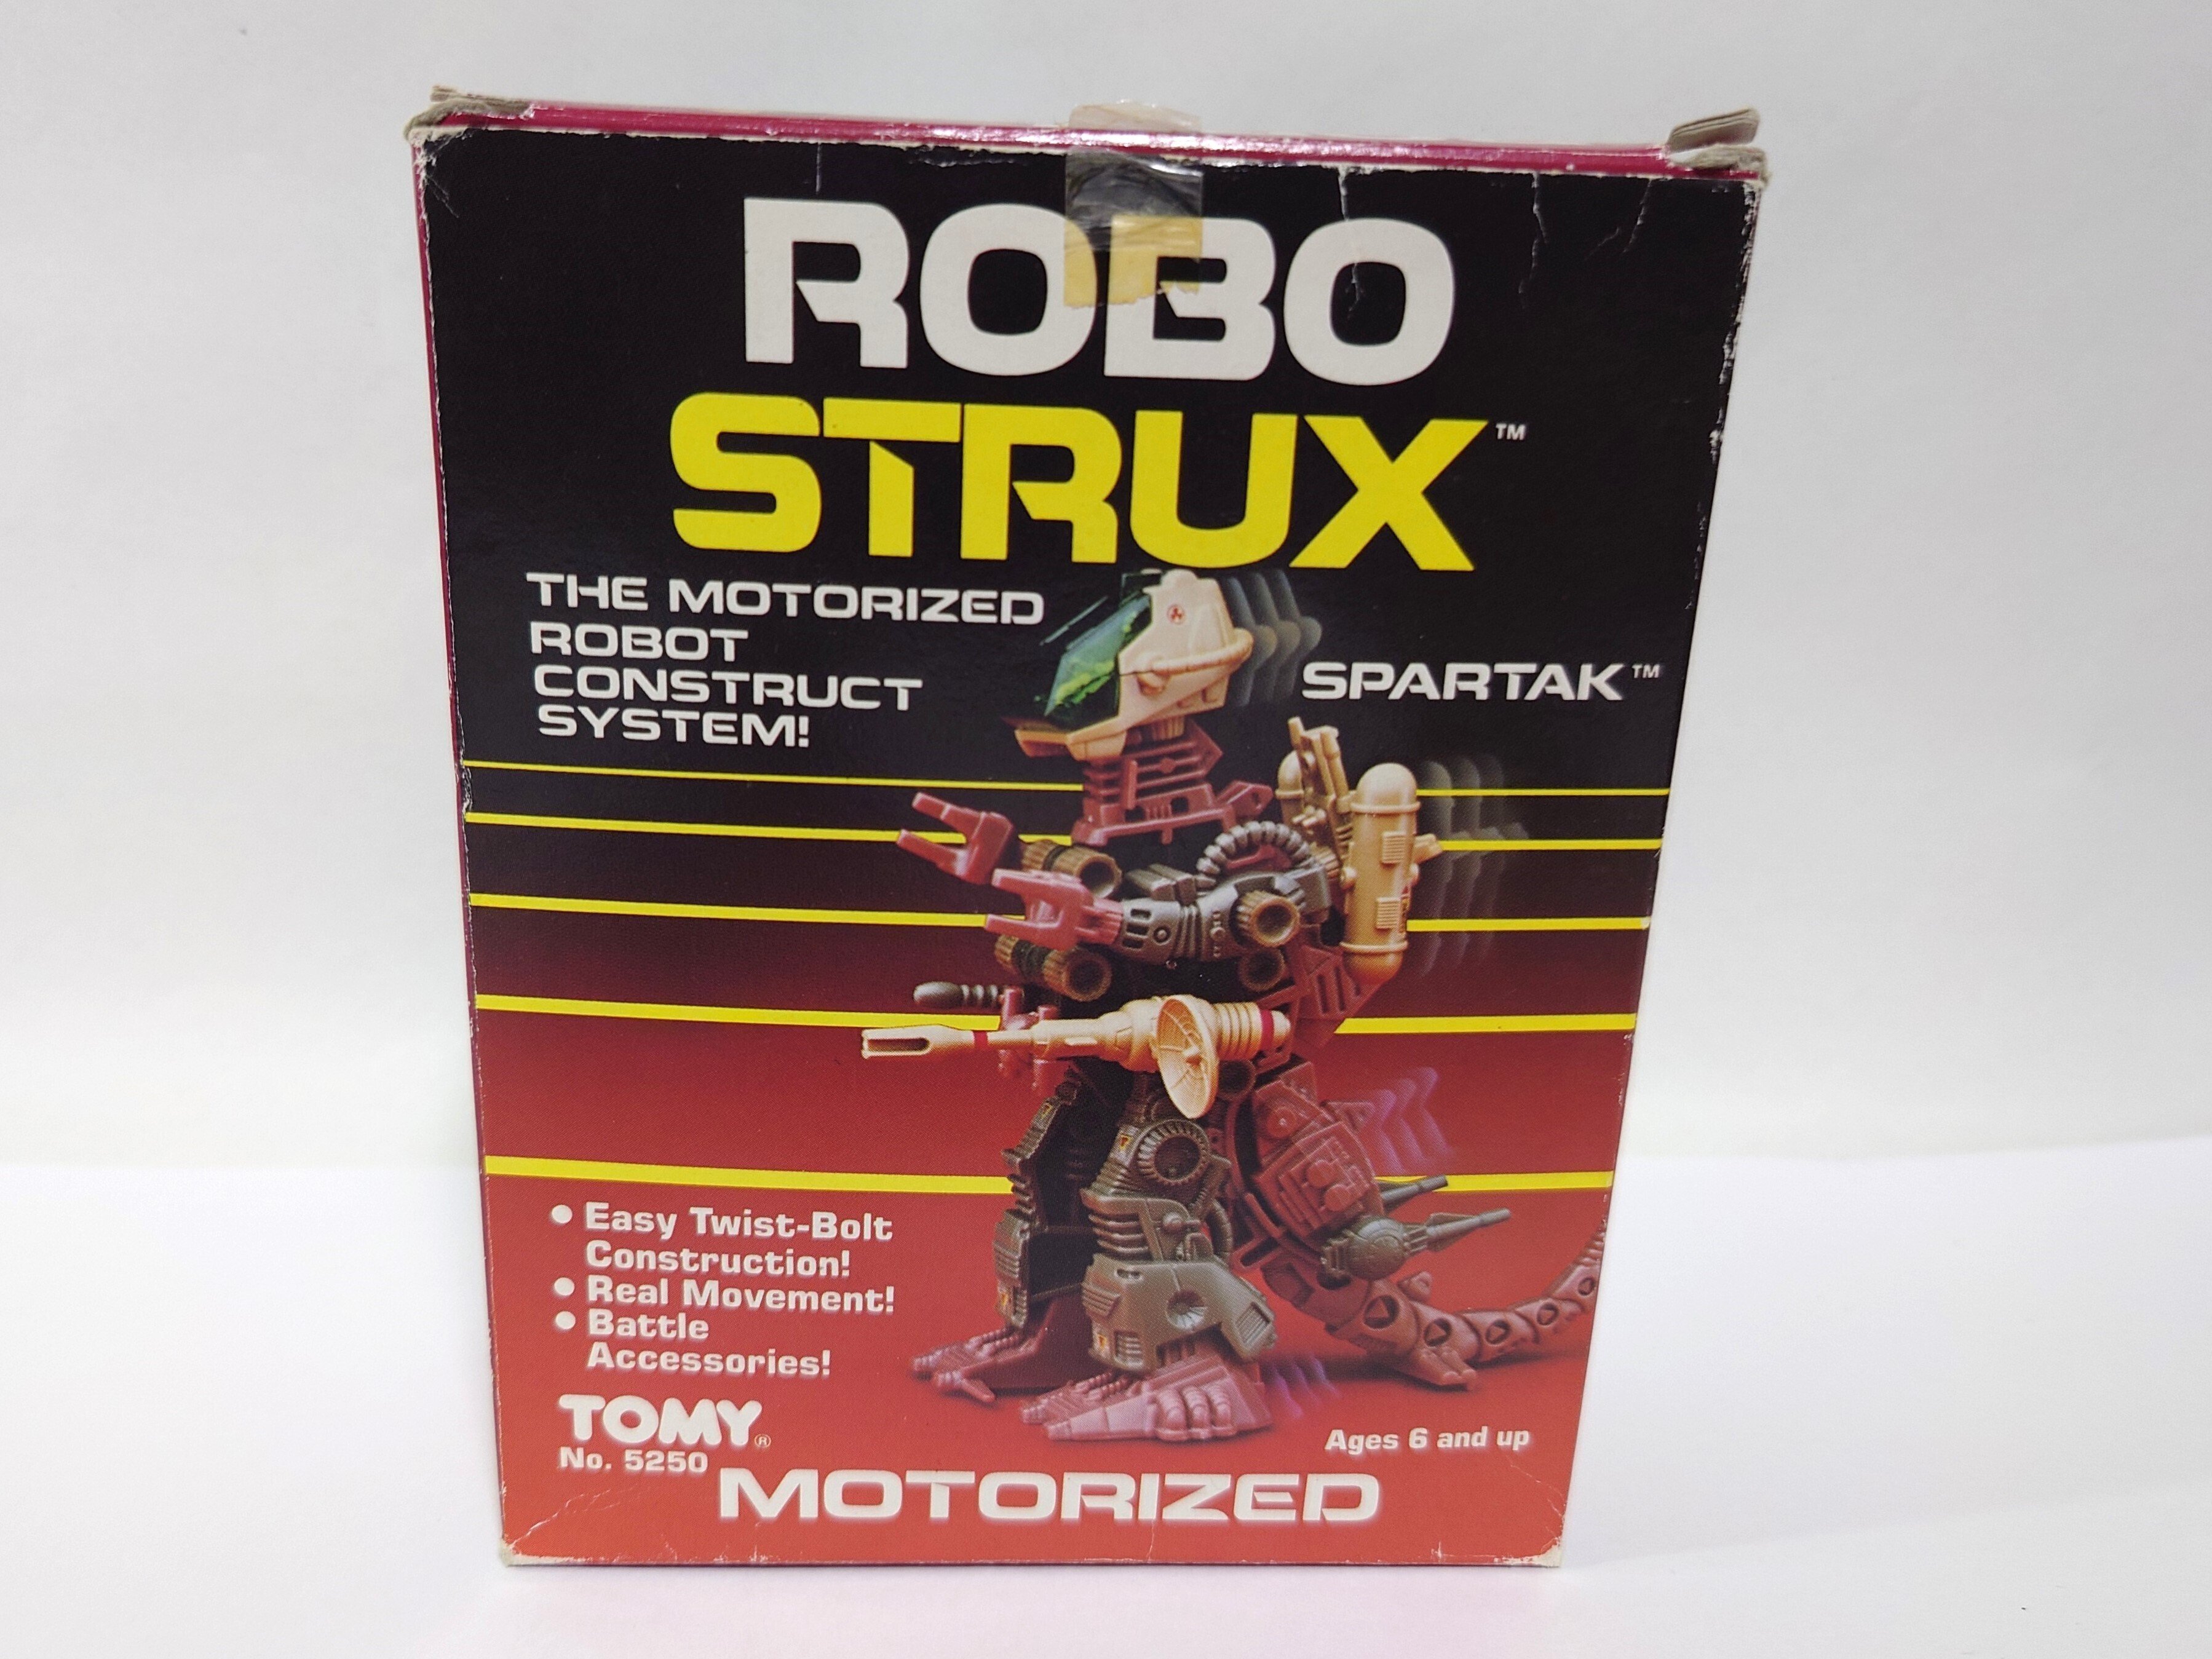 ROBO
STRUX™
THE MOTORIZED
ROBOT
CONSTRUCT
SYSTEM!
SPARTAK™
• Easy Twist-Bolt
Construction!
• Real Movement!
• Battle
Accessories!
TOMY®
No. 5250
Ages 6 and up
MOTORIZED